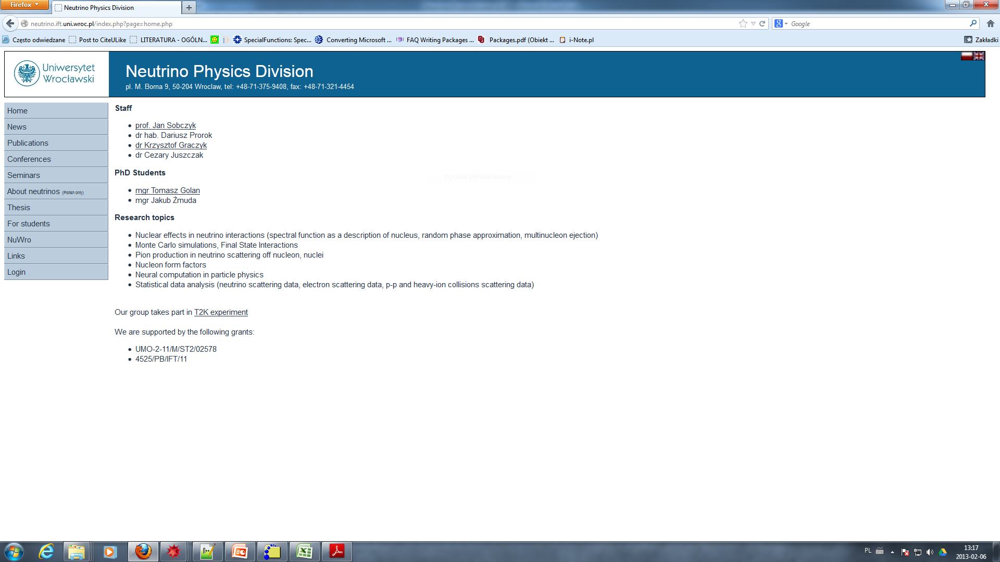 Firefox
Neutrino Physics Division
neutrino.ift.uni.wroc.pl/index.php?page=home.php
Google
Często odwiedzane
Post to CiteULike
LITERATURA - OGÓLN...
SpecialFunctions: Spec...
Converting Microsoft ...
FAQ Writing Packages ...
Packages.pdf (Obiekt ...
i-Note.pl
Zakładki
Uniwersytet
Wrocławski
Neutrino Physics Division
pl. M. Borna 9, 50-204 Wroclaw, tel: +48-71-375-9408, fax: +48-71-321-4454
Home
News
Publications
Conferences
Seminars
About neutrinos (Polish only)
Thesis
For students
NuWro
Links
Login
Staff
prof. Jan Sobczyk
dr hab. Dariusz Prorok
dr Krzysztof Graczyk
dr Cezary Juszczak
PhD Students
mgr Tomasz Golan
mgr Jakub Żmuda
Research topics
Nuclear effects in neutrino interactions (spectral function as a description of nucleus, random phase approximation, multinucleon ejection)
Monte Carlo simulations, Final State Interactions
Pion production in neutrino scattering off nucleon, nuclei
Nucleon form factors
Neural computation in particle physics
Statistical data analysis (neutrino scattering data, electron scattering data, p-p and heavy-ion collisions scattering data)
Our group takes part in T2K experiment
We are supported by the following grants:
UMO-2-11/M/ST2/02578
4525/PB/IFT/11
PL
13:17
2013-02-06